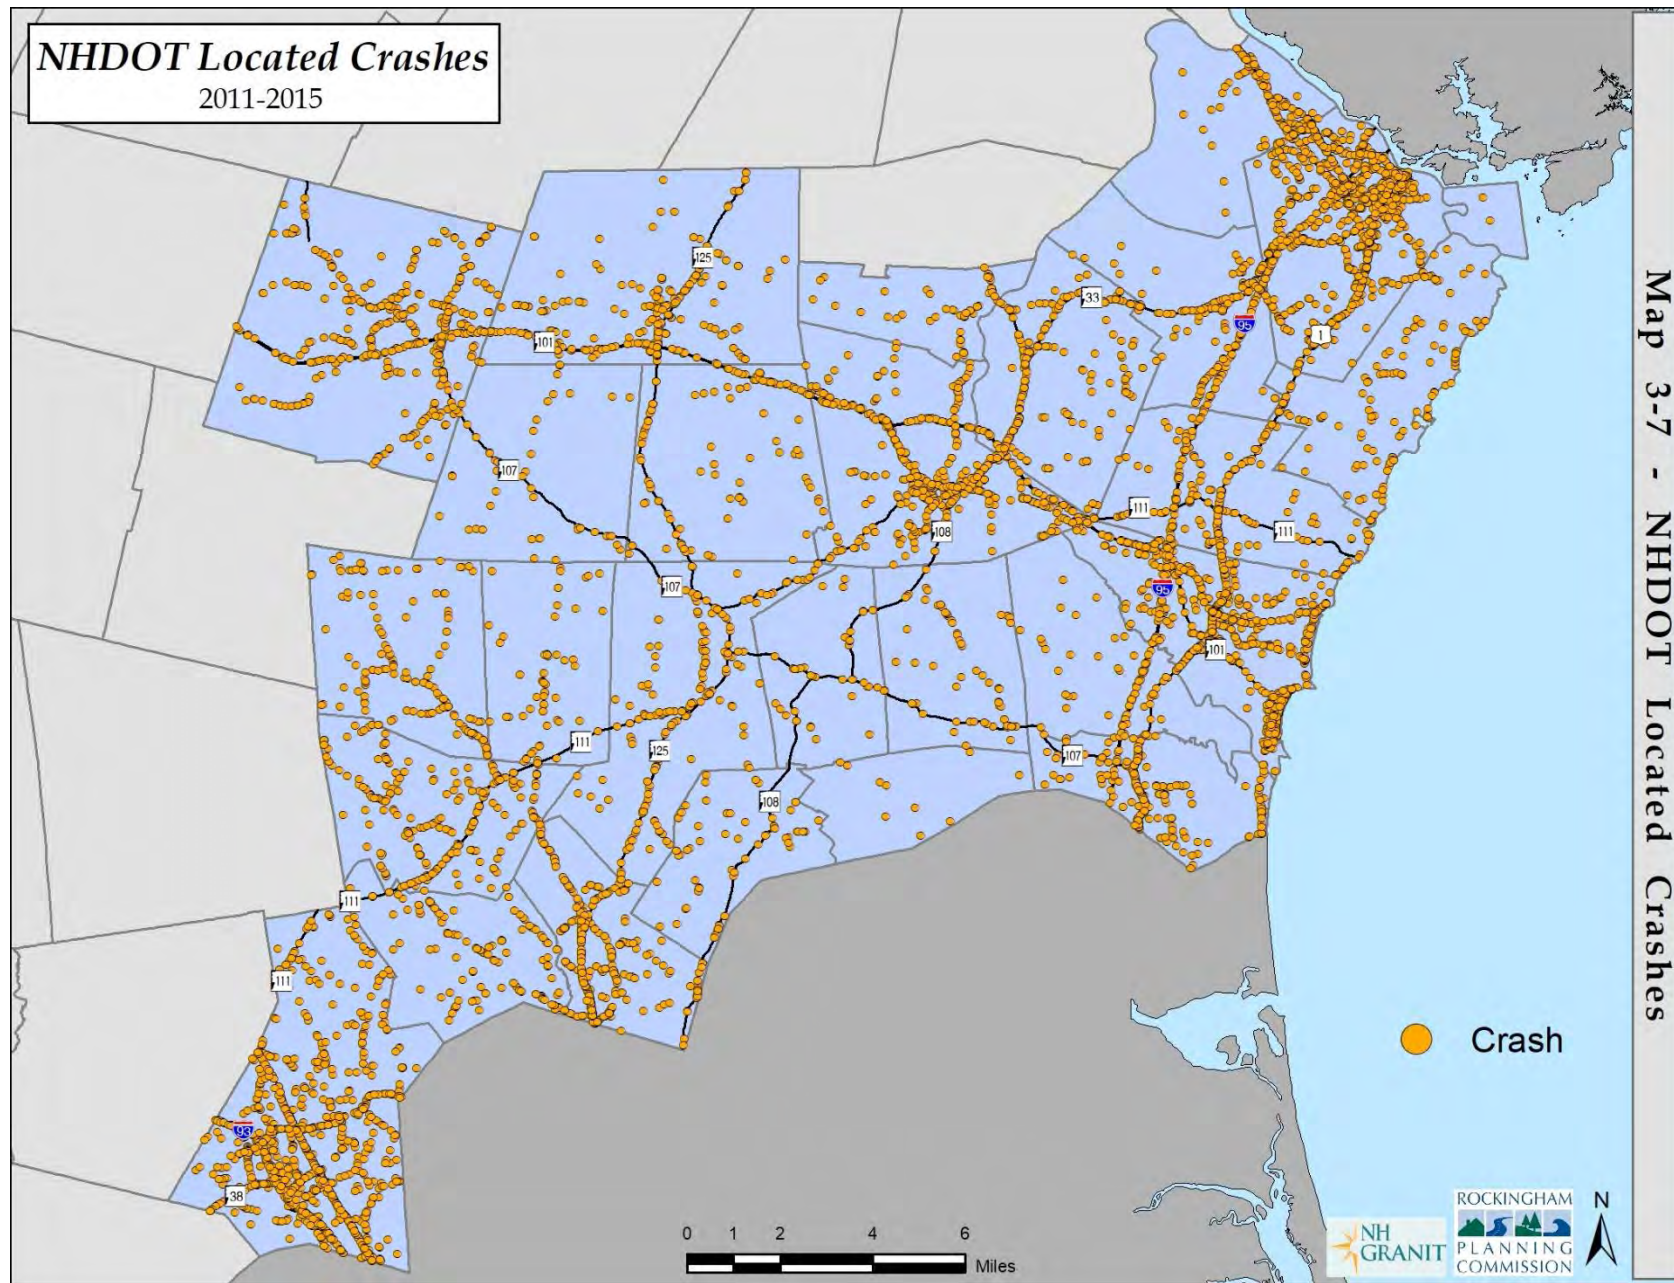 NHDOT Located Crashes
2011-2015
Map 3-7 - NHDOT Located Crashes
125
33
95
1
101
107
111
111
108
107
95
101
111
125
107
108
111
111
93
38
Crash
0 1 2 4 6
Miles
NH
GRANIT
ROCKINGHAM
PLANNING
COMMISSION
N